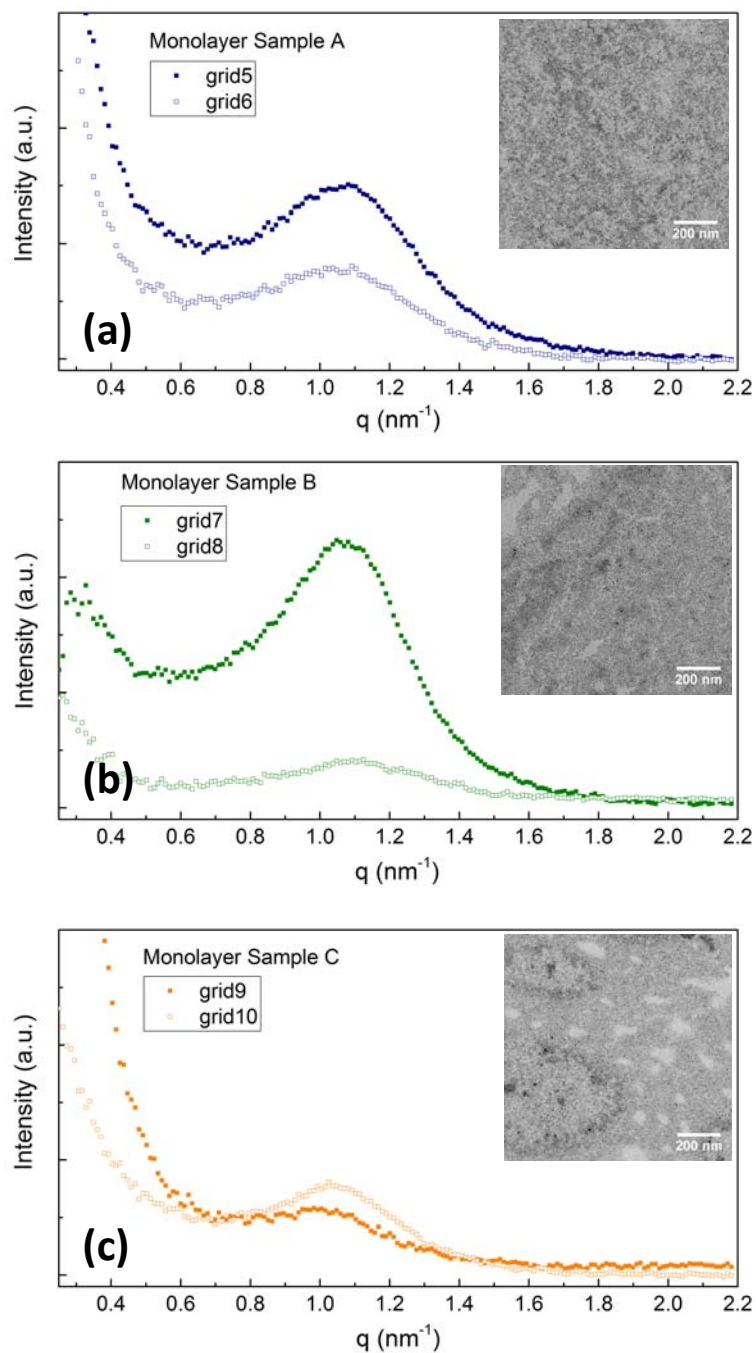 Monolayer Sample A
grid5
grid6
200 nm
Intensity (a.u.)
(a)
0.4 0.6 0.8 1.0 1.2 1.4 1.6 1.8 2.0 2.2
q (nm⁻¹)
Monolayer Sample B
grid7
grid8
200 nm
Intensity (a.u.)
(b)
0.4 0.6 0.8 1.0 1.2 1.4 1.6 1.8 2.0 2.2
q (nm⁻¹)
Monolayer Sample C
grid9
grid10
200 nm
Intensity (a.u.)
(c)
0.4 0.6 0.8 1.0 1.2 1.4 1.6 1.8 2.0 2.2
q (nm⁻¹)